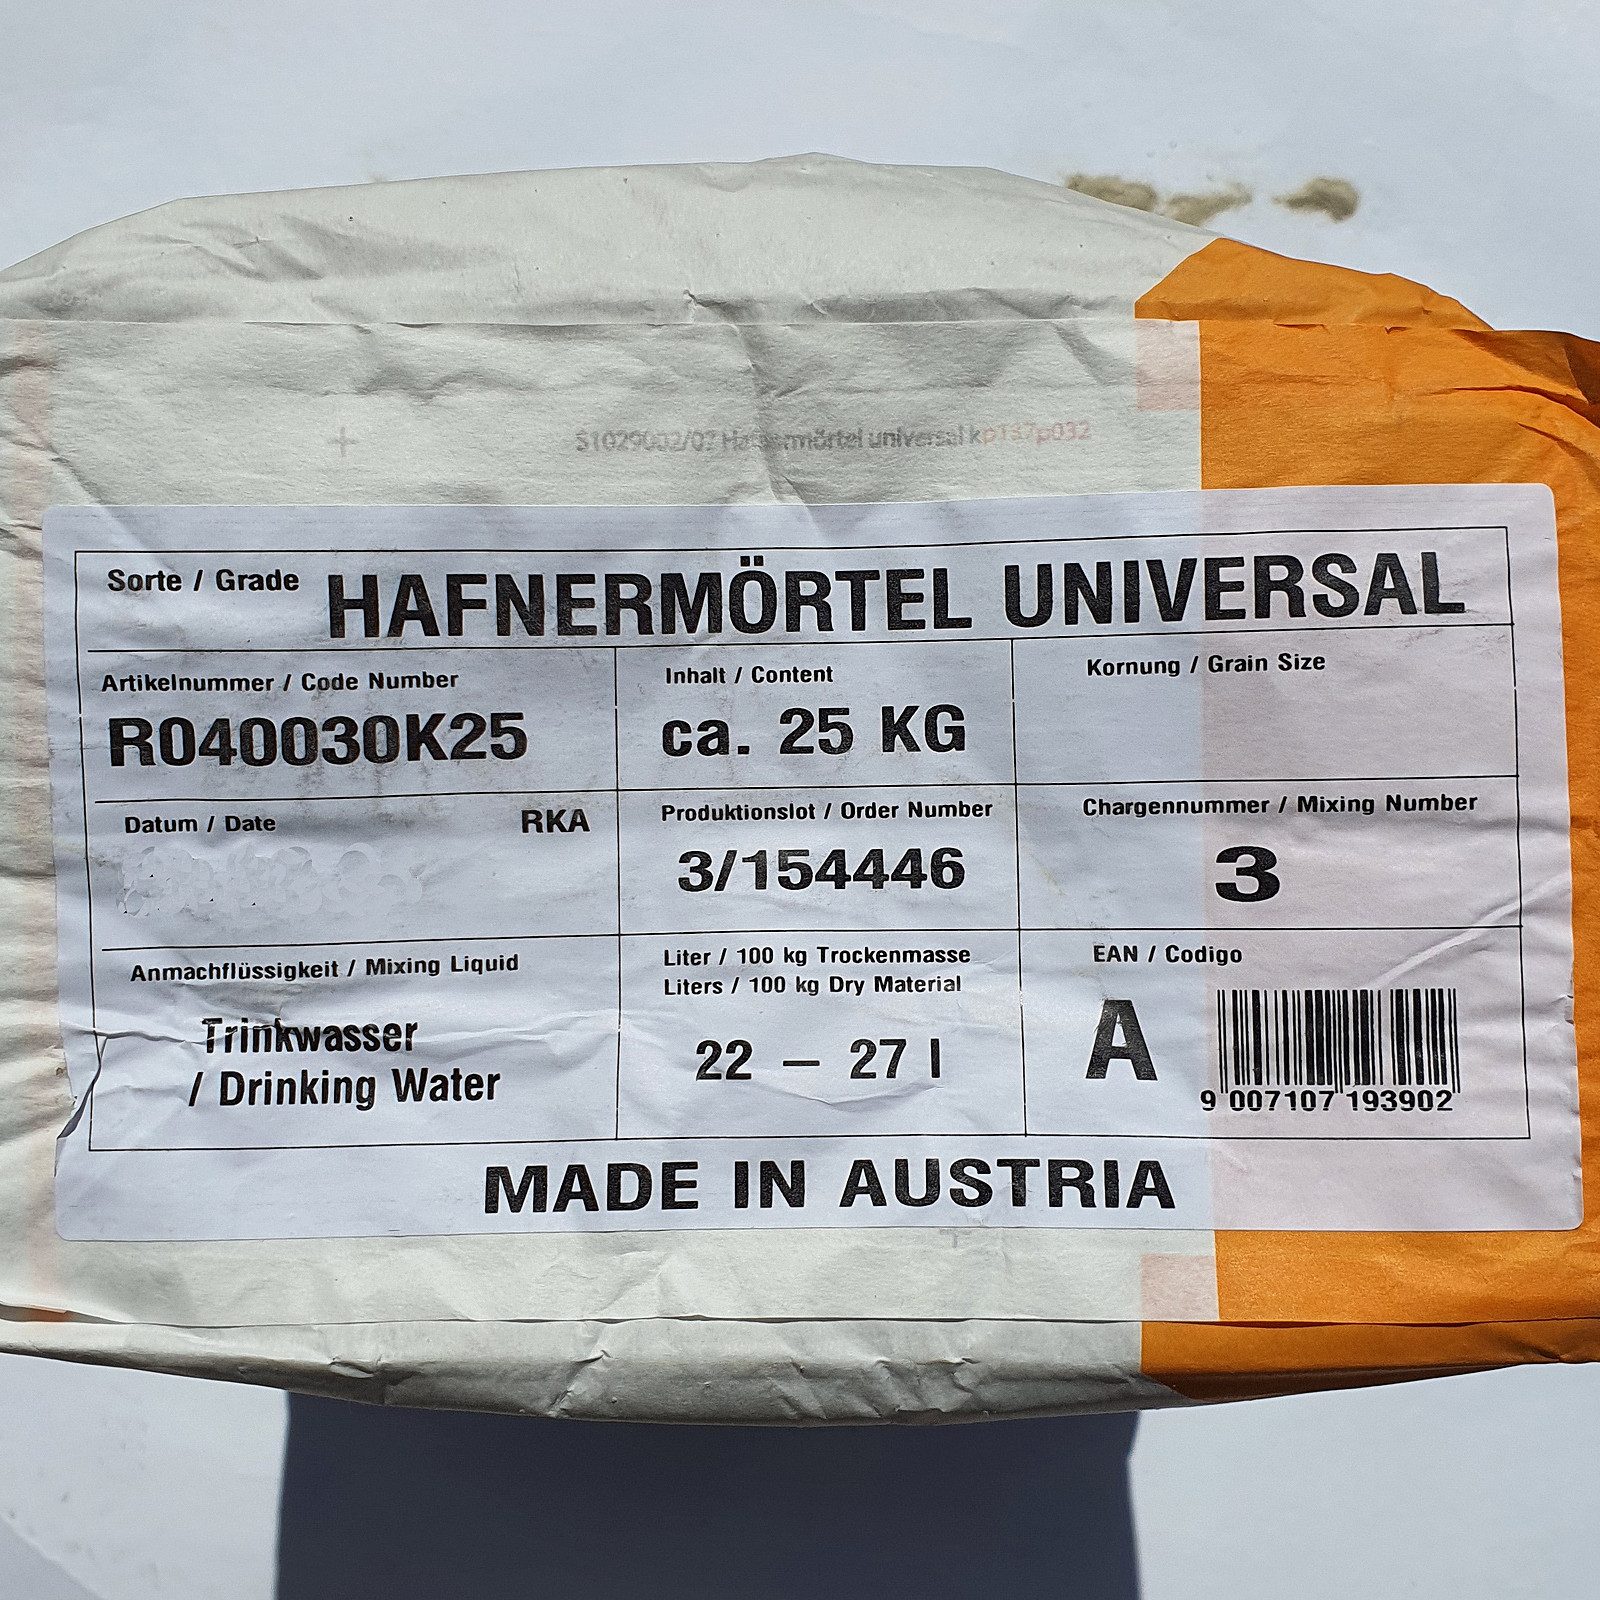 Hafnermörtel universal kp137p032
Sorte / Grade HAFNERMÖRTEL UNIVERSAL
Artikelnummer / Code Number
R040030K25
Inhalt / Content
ca. 25 KG
Kornung / Grain Size
Datum / Date RKA
Produktionslot / Order Number
3/154446
Chargennummer / Mixing Number
3
Anmachflüssigkeit / Mixing Liquid
Trinkwasser
/ Drinking Water
Liter / 100 kg Trockenmasse
Liters / 100 kg Dry Material
22 – 27 l
EAN / Codigo
A
9 007107 193902
MADE IN AUSTRIA